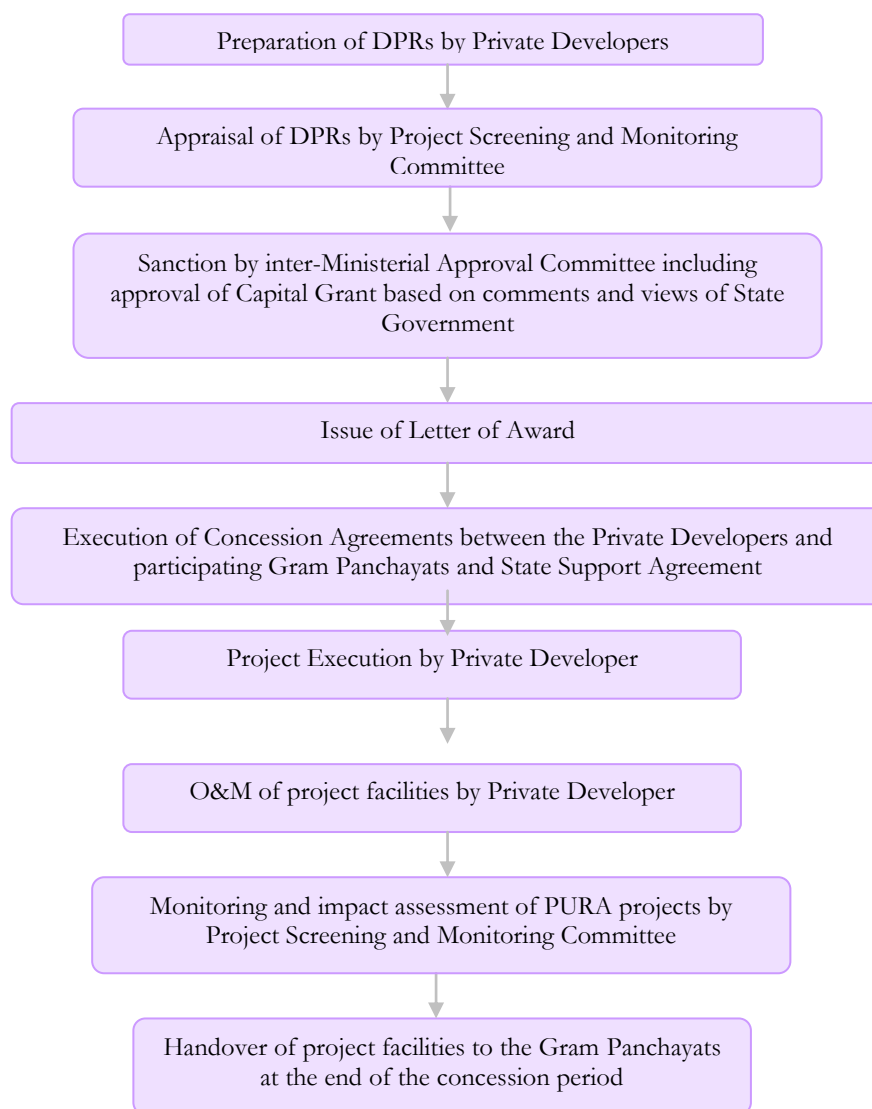 Preparation of DPRs by Private Developers
Appraisal of DPRs by Project Screening and Monitoring
Committee
Sanction by inter-Ministerial Approval Committee including
approval of Capital Grant based on comments and views of State
Government
Issue of Letter of Award
Execution of Concession Agreements between the Private Developers and
participating Gram Panchayats and State Support Agreement
Project Execution by Private Developer
O&M of project facilities by Private Developer
Monitoring and impact assessment of PURA projects by
Project Screening and Monitoring Committee
Handover of project facilities to the Gram Panchayats
at the end of the concession period